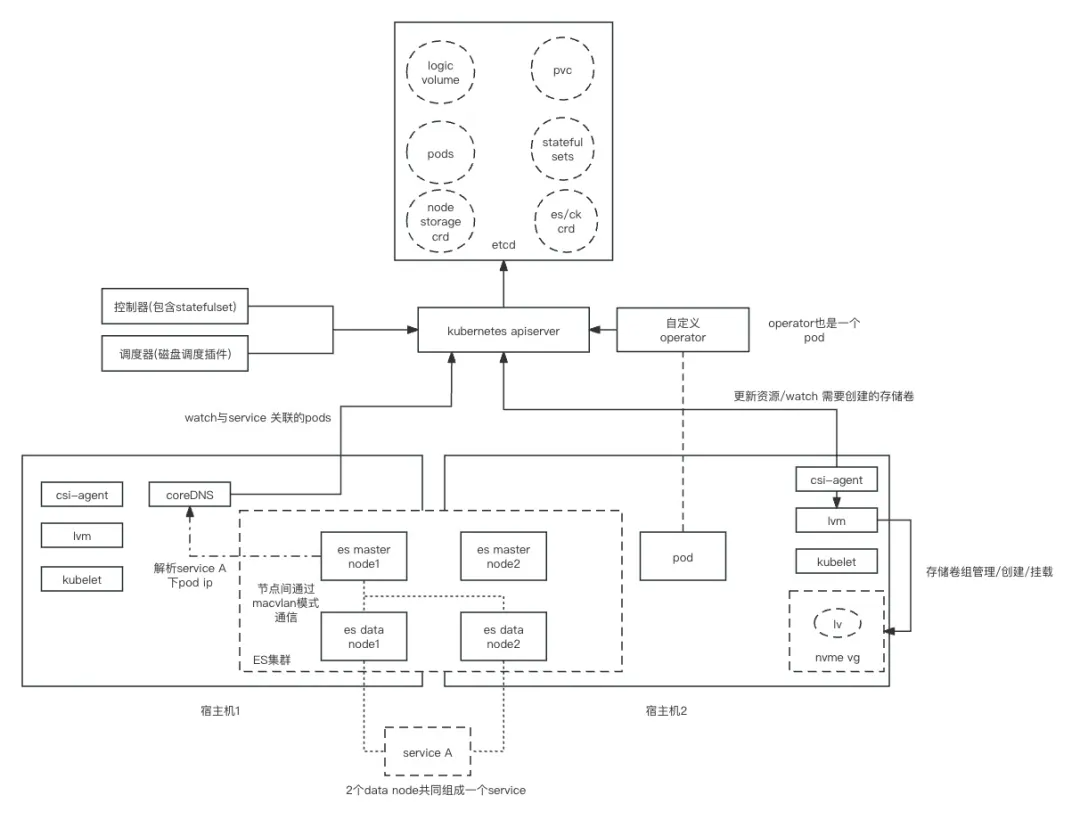 logic
volume
pvc
pods
stateful
sets
node
storage
crd
es/ck
crd
etcd
控制器(包含statefulset)
调度器(磁盘调度插件)
kubernetes apiserver
自定义
operator
operator也是一个
pod
watch与service 关联的pods
更新资源/watch 需要创建的存储卷
csi-agent
coreDNS
lvm
kubelet
解析service A
下pod ip
es master
node1
es master
node2
节点间通过
macvlan模式
通信
es data
node1
es data
node2
ES集群
pod
csi-agent
lvm
kubelet
存储卷组管理/创建/挂载
lv
nvme vg
宿主机1
宿主机2
service A
2个data node共同组成一个service